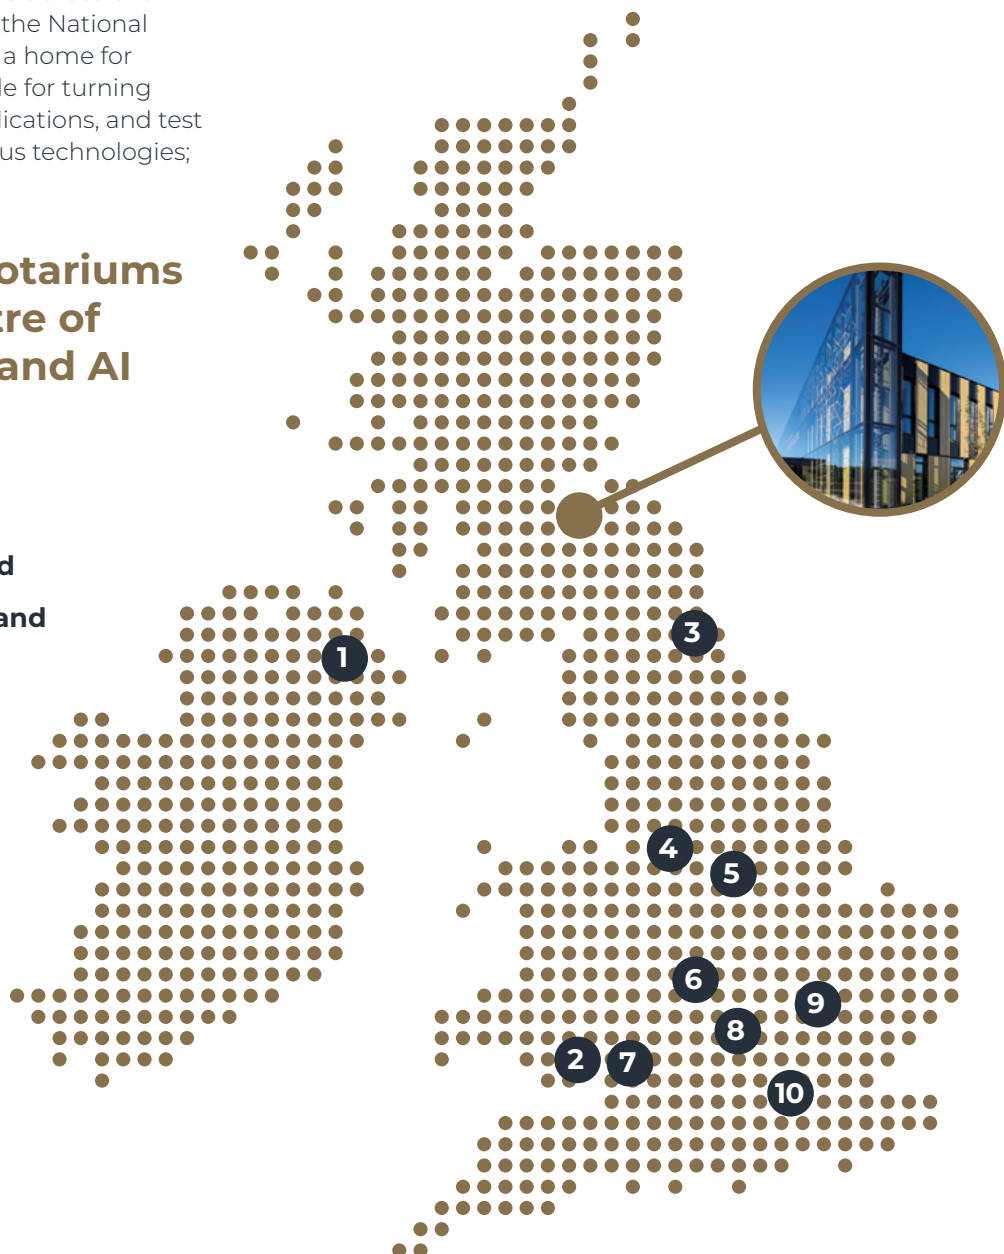 the National
a home for
le for turning
lications, and test
us technologies;
otariums
tre of
and AI
d
and
1
3
4
5
6
9
8
2
7
10